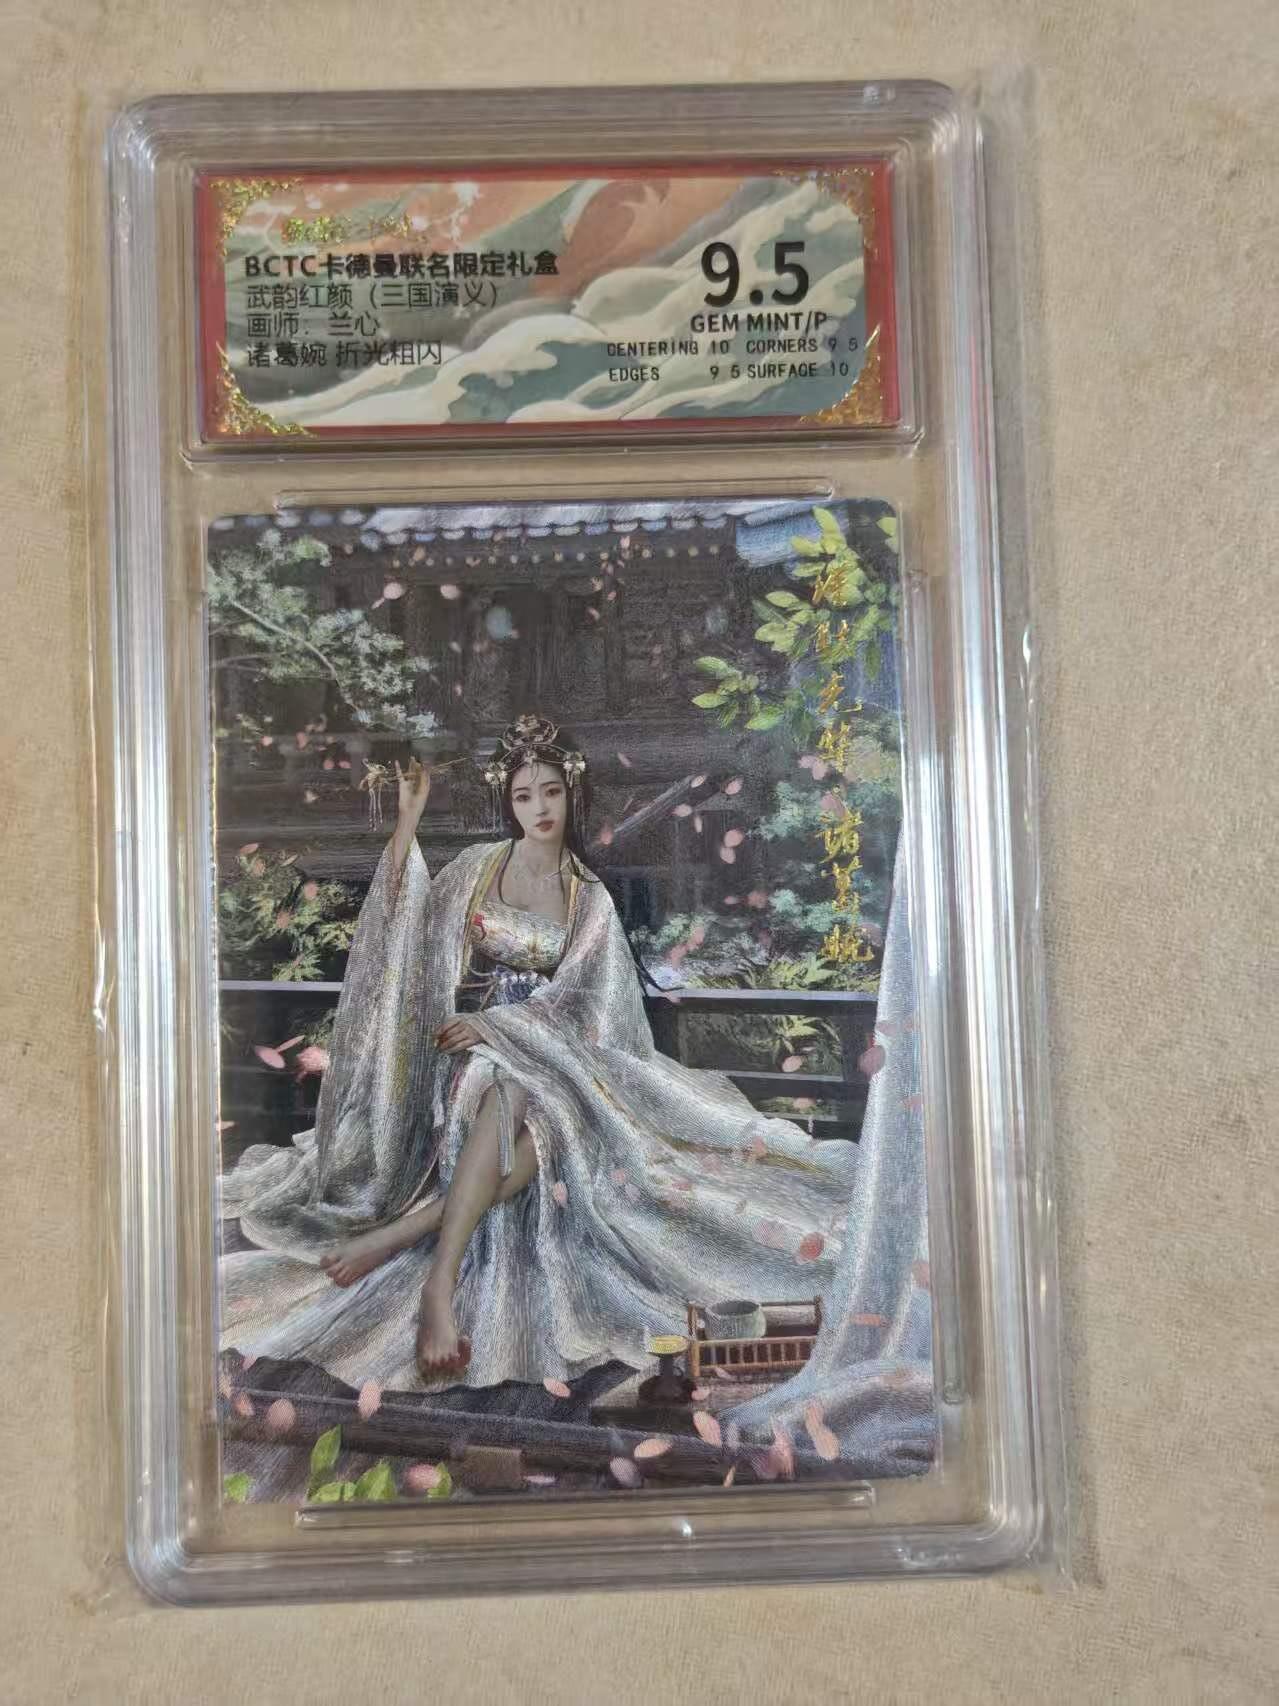 BCTC卡德曼联名限定礼盒
武韵红颜（三国演义）
画师：兰心
诸葛婉 折光粗闪
9.5
GEM MINT/P
CENTERING 10 CORNERS 9 5
EDGES 9 5 SURFACE 10